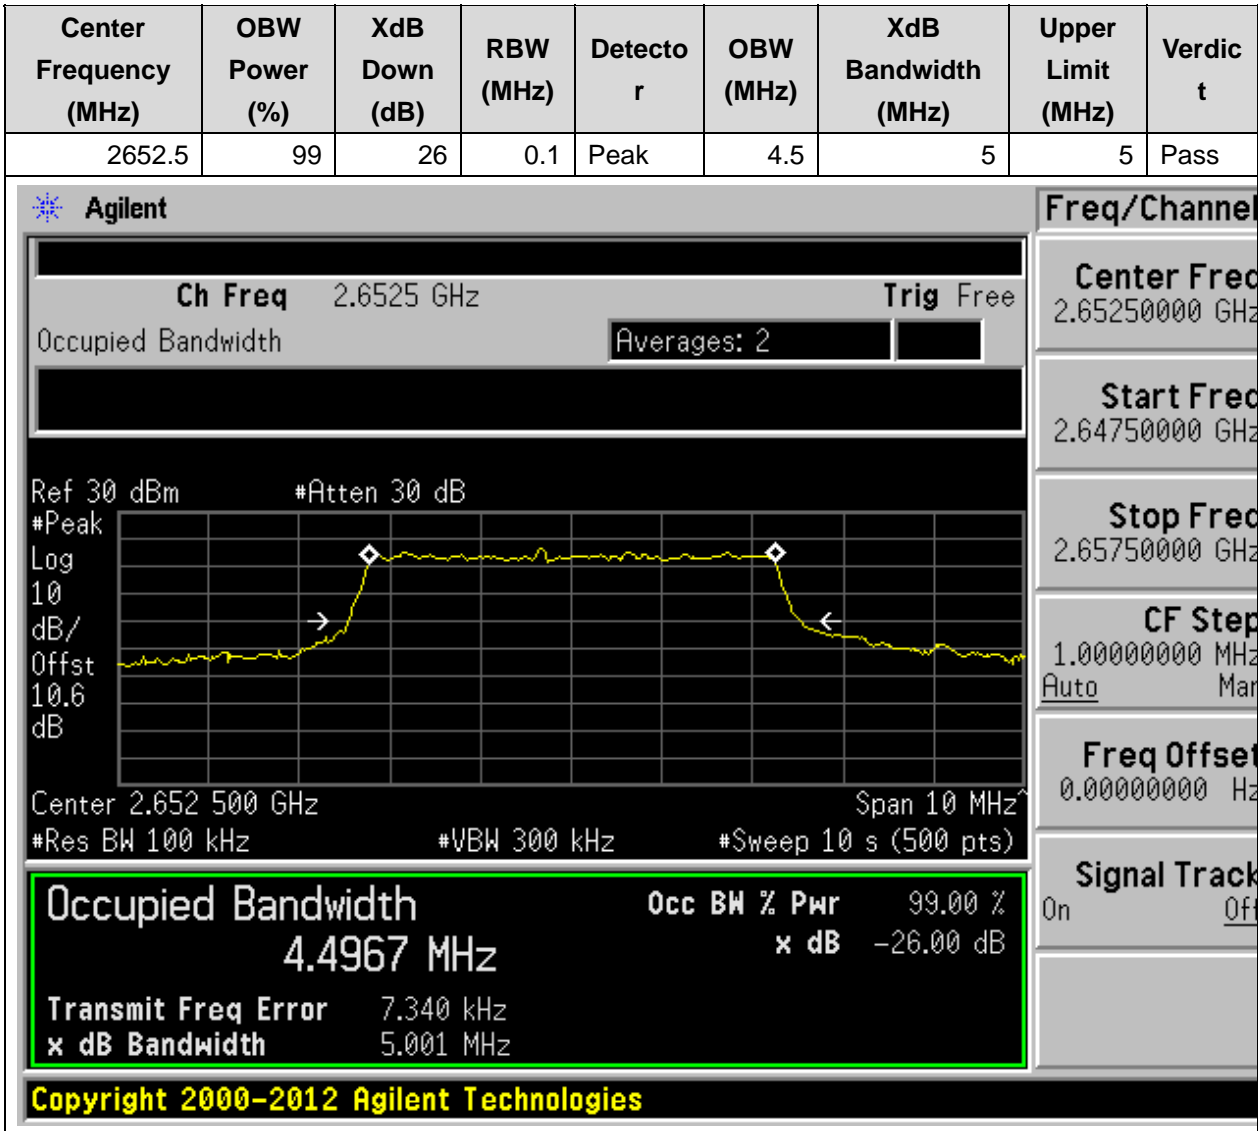 Center Frequency (MHz) OBW Power (%) XdB Down (dB) RBW (MHz) Detector OBW (MHz) XdB Bandwidth (MHz) Upper Limit (MHz) Verdict
2652.5 99 26 0.1 Peak 4.5 5 5 Pass
Agilent
Freq/Channel
Ch Freq 2.6525 GHz Trig Free
Occupied Bandwidth Averages: 2
Center Freq
2.65250000 GHz
Start Freq
2.64750000 GHz
Stop Freq
2.65750000 GHz
CF Step
1.00000000 MHz
Auto Man
Freq Offset
0.00000000 Hz
Signal Track
On Off
Ref 30 dBm #Atten 30 dB
#Peak
Log
10
dB/
Offst
10.6
dB
Center 2.652 500 GHz Span 10 MHz^
#Res BW 100 kHz #VBW 300 kHz #Sweep 10 s (500 pts)
Occupied Bandwidth Occ BW % Pwr 99.00 %
4.4967 MHz x dB -26.00 dB
Transmit Freq Error 7.340 kHz
x dB Bandwidth 5.001 MHz
Copyright 2000-2012 Agilent Technologies